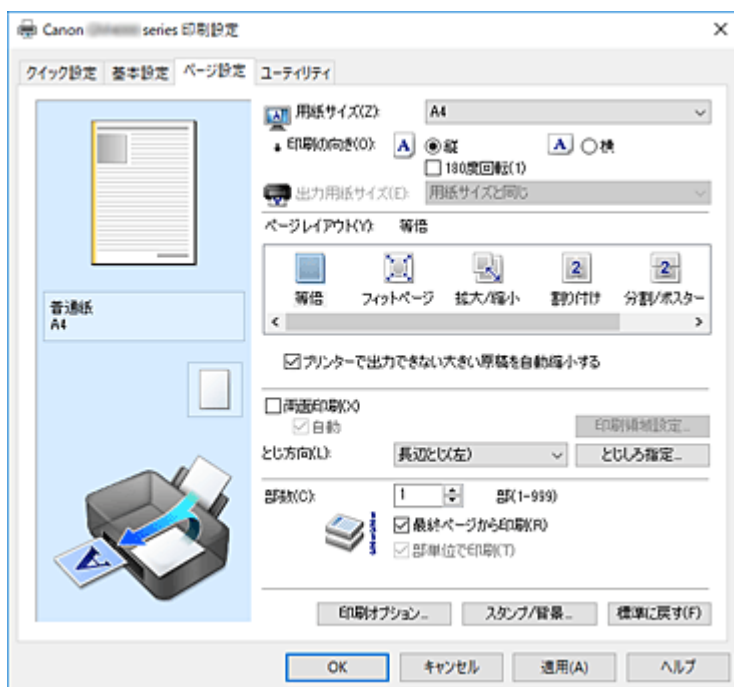 Canon series 印刷設定
クイック設定 基本設定 ページ設定 ユーティリティ
用紙サイズ(Z): A4
印刷の向き(O): A 縦 A 横
180度回転(1)
出力用紙サイズ(E): 用紙サイズと同じ
ページレイアウト(Y): 等倍
等倍 フィットページ 拡大/縮小 割り付け 分割/ポスター
普通紙
A4
プリンターで出力できない大きい原稿を自動縮小する
両面印刷(X)
自動 印刷領域設定...
とじ方向(L): 長辺とじ(左) とじしろ指定...
部数(C): 1 部(1-999)
最終ページから印刷(R)
部単位で印刷(T)
印刷オプション... スタンプ/背景... 標準に戻す(F)
OK キャンセル 適用(A) ヘルプ